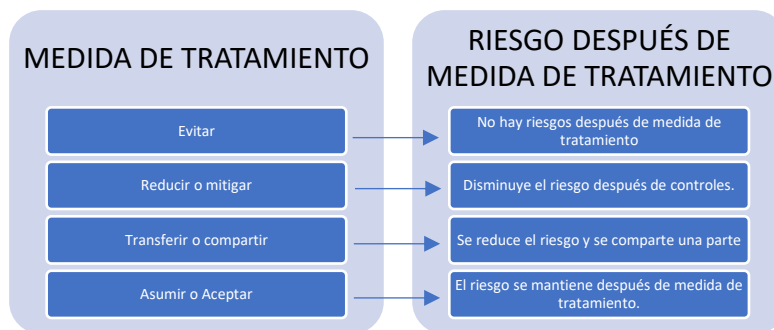 MEDIDA DE TRATAMIENTO
Evitar
Reducir o mitigar
Transferir o compartir
Asumir o Aceptar
RIESGO DESPUÉS DE
MEDIDA DE TRATAMIENTO
No hay riesgos después de medida de
tratamiento
Disminuye el riesgo después de controles.
Se reduce el riesgo y se comparte una parte
El riesgo se mantiene después de medida de
tratamiento.